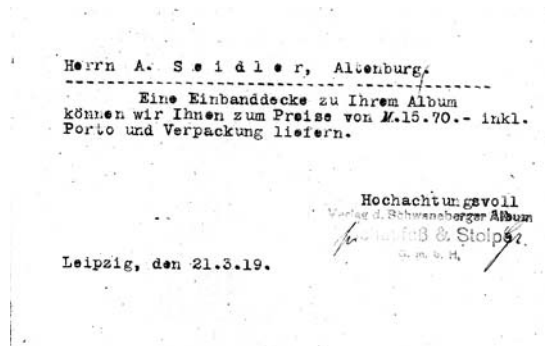 Herrn A. Seidler, Altenburg.
Eine Einbanddecke zu Ihrem Album
können wir Ihnen zum Preise von M.15.70.- inkl.
Porto und Verpackung liefern.
Hochachtungsvoll
Verlag d. Schwaneberger Album
& Stolpe
G. m. b. H.
Leipzig, den 21.3.19.